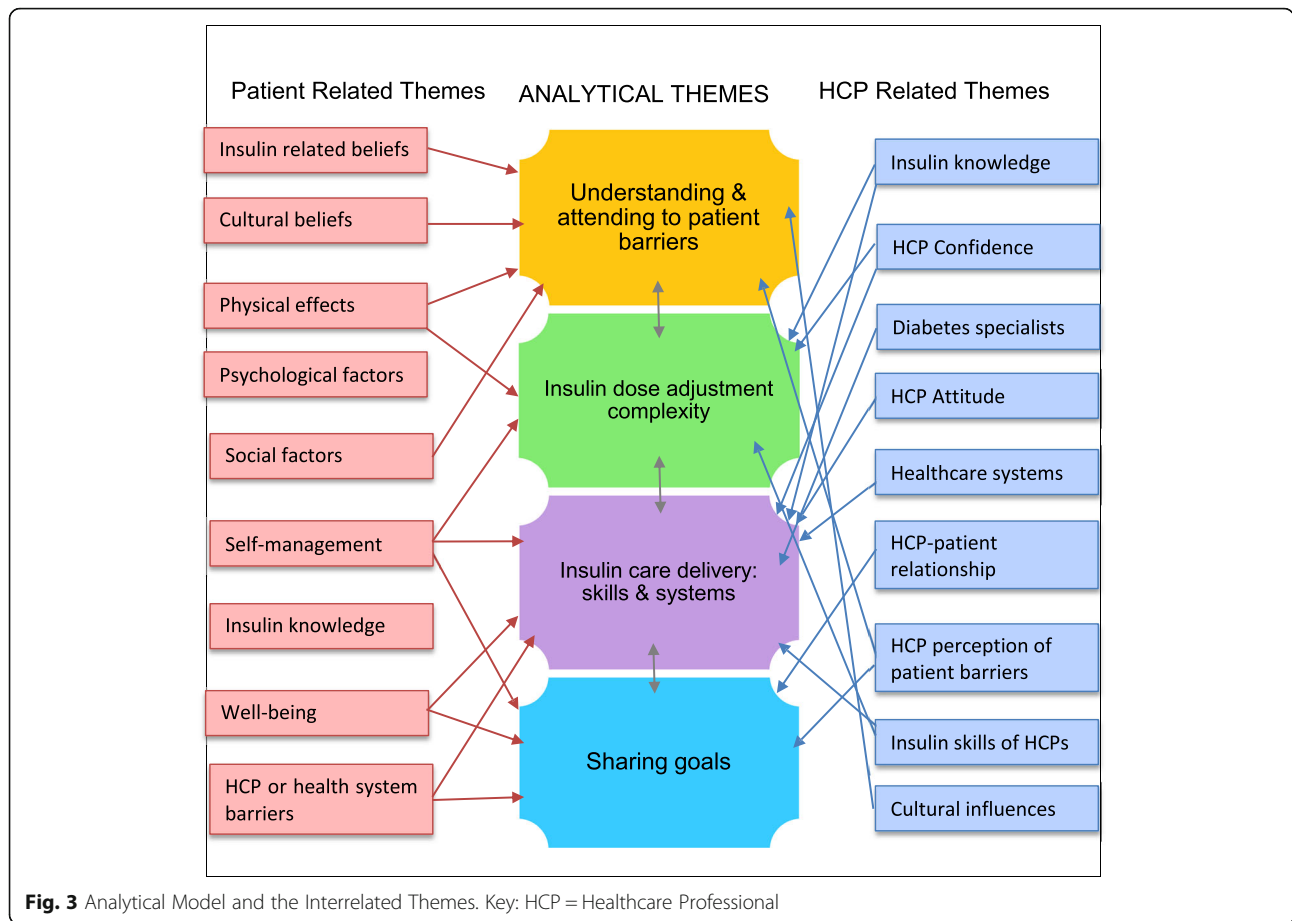 Patient Related Themes
ANALYTICAL THEMES
HCP Related Themes
Insulin related beliefs
Cultural beliefs
Physical effects
Psychological factors
Social factors
Self-management
Insulin knowledge
Well-being
HCP or health system
barriers
Understanding &
attending to patient
barriers
Insulin dose adjustment
complexity
Insulin care delivery:
skills & systems
Sharing goals
Insulin knowledge
HCP Confidence
Diabetes specialists
HCP Attitude
Healthcare systems
HCP-patient
relationship
HCP perception of
patient barriers
Insulin skills of HCPs
Cultural influences
Fig. 3 Analytical Model and the Interrelated Themes. Key: HCP = Healthcare Professional